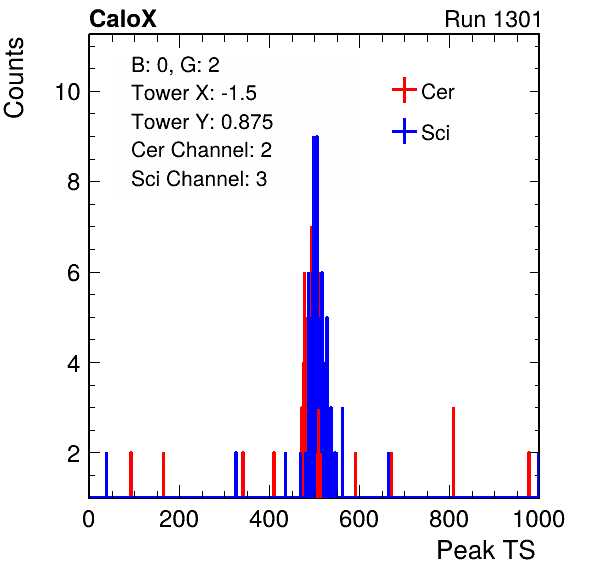 CaloX Run 1301
Counts
B: 0, G: 2
Tower X: -1.5
Tower Y: 0.875
Cer Channel: 2
Sci Channel: 3
Cer
Sci
10
8
6
4
2
0 200 400 600 800 1000
Peak TS